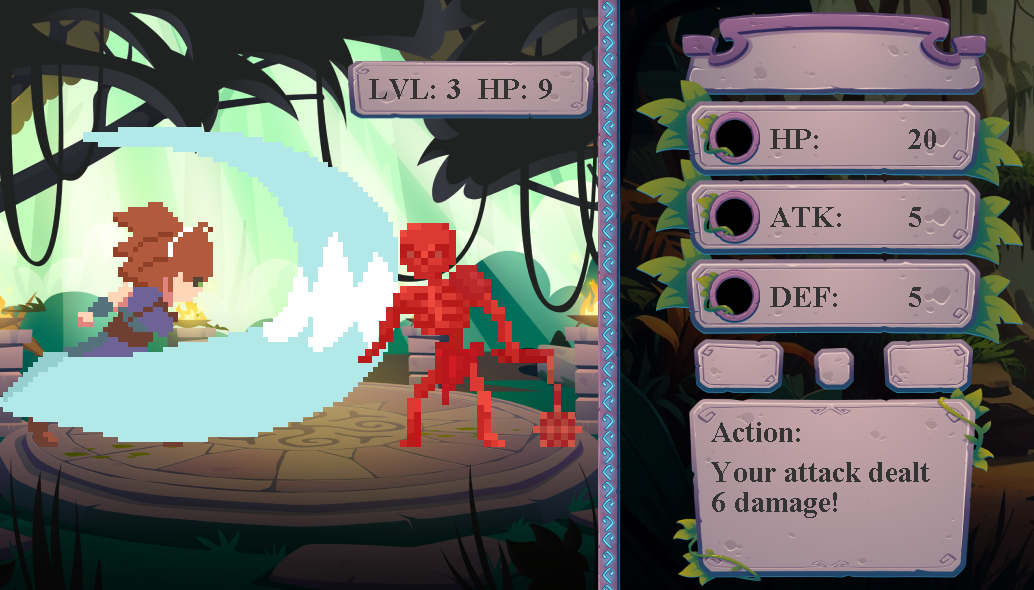 LVL: 3 HP: 9
HP: 20
ATK: 5
DEF: 5
Action:
Your attack dealt
6 damage!